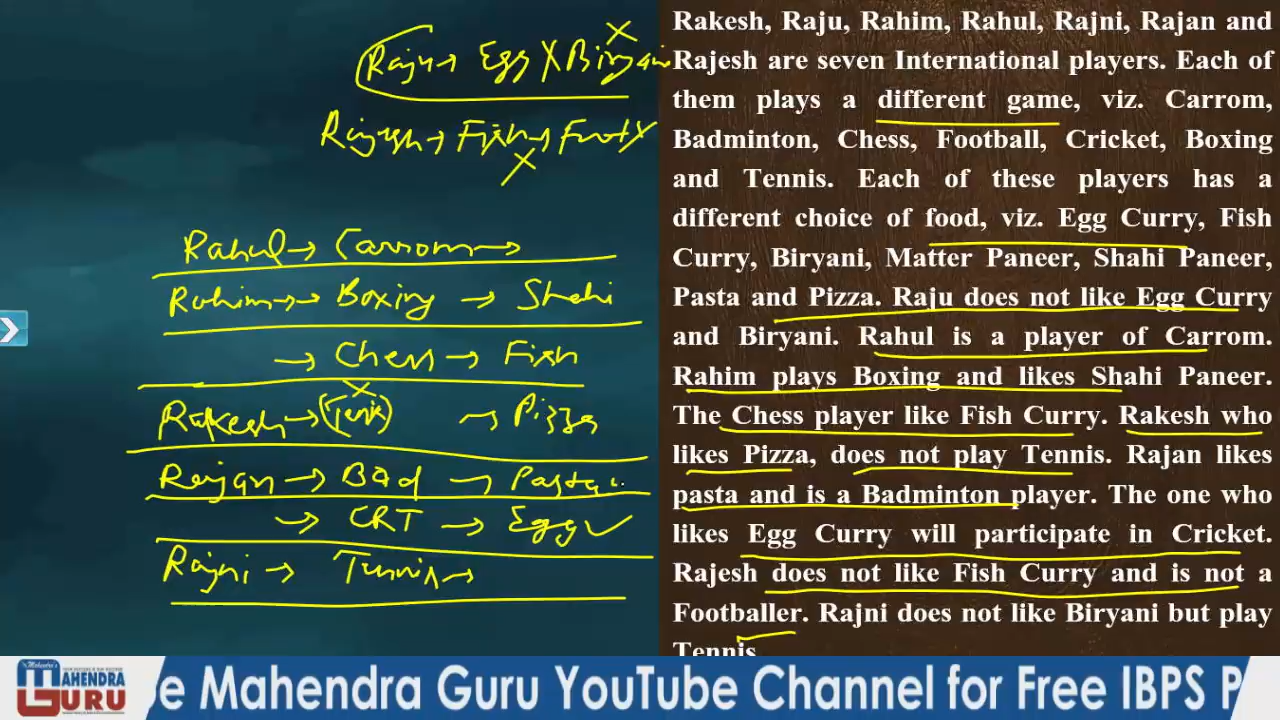 Raju → Egg X Biryani X
Rajesh → Fish → Foot X
X
Rahul → Carrom →
Rahim → Boxing → Shahi
→ Chess → Fish
X
Rakesh → (Tenis) → Pizza
Rajan → Bad → Pasta
→ CRT → Egg ✓
Rajni → Tennis →
Rakesh, Raju, Rahim, Rahul, Rajni, Rajan and
Rajesh are seven International players. Each of
them plays a different game, viz. Carrom,
Badminton, Chess, Football, Cricket, Boxing
and Tennis. Each of these players has a
different choice of food, viz. Egg Curry, Fish
Curry, Biryani, Matter Paneer, Shahi Paneer,
Pasta and Pizza. Raju does not like Egg Curry
and Biryani. Rahul is a player of Carrom.
Rahim plays Boxing and likes Shahi Paneer.
The Chess player like Fish Curry. Rakesh who
likes Pizza, does not play Tennis. Rajan likes
pasta and is a Badminton player. The one who
likes Egg Curry will participate in Cricket.
Rajesh does not like Fish Curry and is not a
Footballer. Rajni does not like Biryani but play
Tennis
Mahendra's
MAHENDRA
GURU
e Mahendra Guru YouTube Channel for Free IBPS P